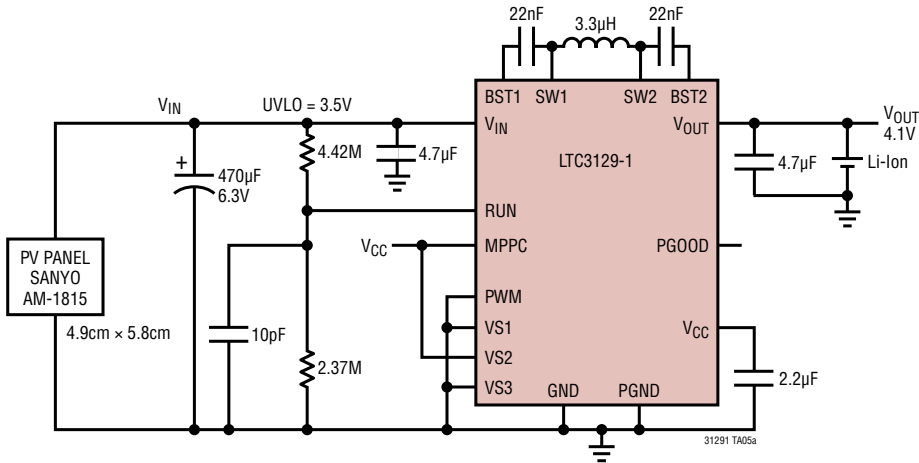 22nF
3.3µH
22nF
BST1
SW1
SW2
BST2
VIN
UVLO = 3.5V
VIN
VOUT
VOUT
4.1V
4.42M
4.7µF
LTC3129-1
4.7µF
Li-Ion
+
470µF
6.3V
RUN
VCC
MPPC
PGOOD
PV PANEL
SANYO
AM-1815
PWM
4.9cm × 5.8cm
10pF
VS1
VCC
VS2
2.37M
VS3
2.2µF
GND
PGND
31291 TA05a